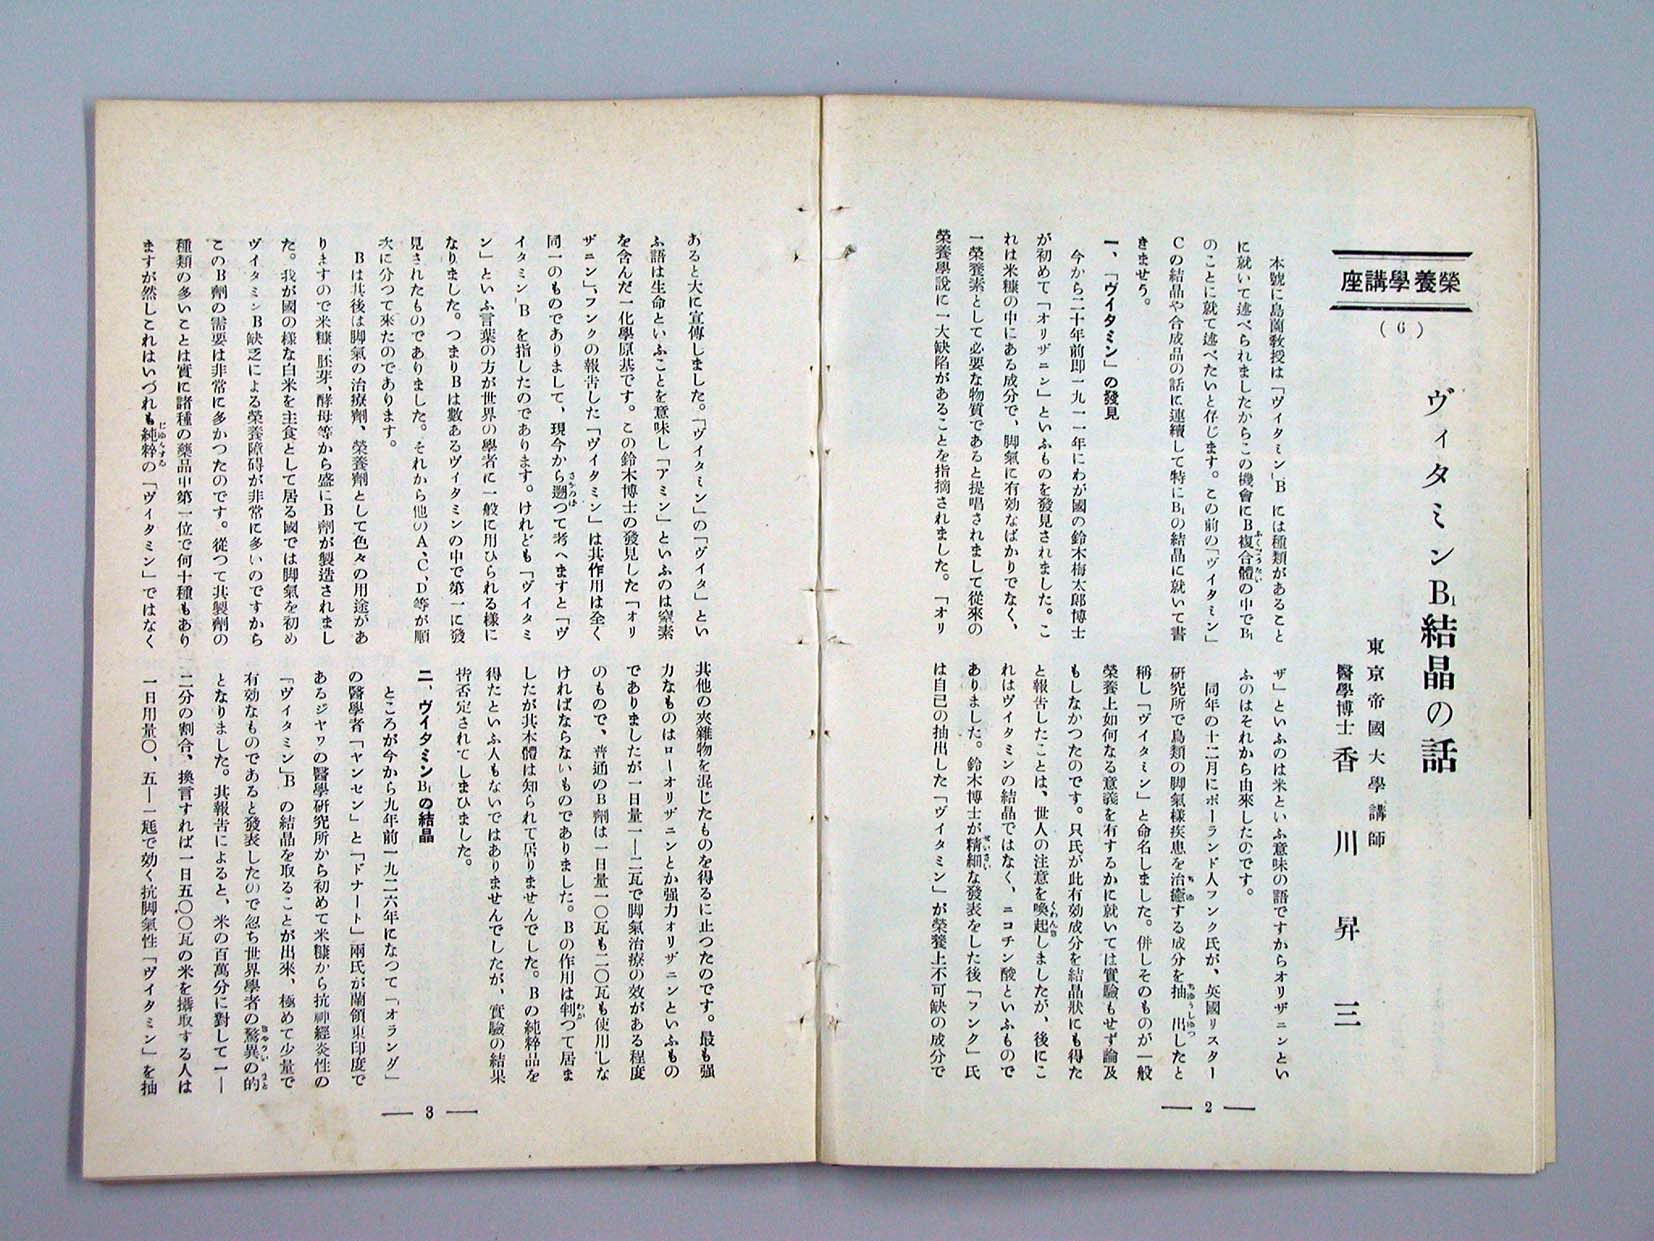 榮養學講座
(6)
ヴィタミンB₁結晶の話
東京帝國大學講師
醫學博士 香川昇三
本號に島薗敎授は「ヴイタミン」Bには種類があること
に就いて述べられましたからこの機會にB複合體の中でB₁
のことに就て述べたいと存じます。この前の「ヴイタミン」
Cの結晶や合成品の話に連續して特にB₁の結晶に就いて書
きませう。
一、「ヴイタミン」の發見
今から二十年前即一九一一年にわが國の鈴木梅太郞博士
が初めて「オリザニン」といふものを發見されました。こ
れは米糠の中にある成分で、脚氣に有効なばかりでなく、
一榮養素として必要な物質であると提唱されまして從來の
榮養學說に一大缺陷があることを指摘されました。「オリ
ザ」といふのは米といふ意味の語ですからオリザニンとい
ふのはそれから由來したのです。
同年の十二月にポーランド人フンク氏が、英國リスター
研究所で鳥類の脚氣樣疾患を治癒する成分を抽出したと
稱し「ヴイタミン」と命名しました。併しそのものが一般
榮養上如何なる意義を有するかに就いては實驗もせず論及
もしなかつたのです。只氏が此有効成分を結晶狀にも得た
と報告したことは、世人の注意を喚起しましたが、後にこ
れはヴイタミンの結晶ではなく、ニコチン酸といふもので
ありました。鈴木博士が精細な發表をした後「フンク」氏
は自己の抽出した「ヴイタミン」が榮養上不可缺の成分で
— 2 —
あると大に宣傳しました。「ヴイタミン」の「ヴイタ」とい
ふ語は生命といふことを意味し「アミン」といふのは窒素
を含んだ一化學原基です。この鈴木博士の發見した「オリ
ザニン」、フンクの報告した「ヴイタミン」は其作用は全く
同一のものでありまして、現今から遡つて考へますと「ヴ
イタミン」Bを指したのであります。けれども「ヴイタミ
ン」といふ言葉の方が世界の學者に一般に用ひられる樣に
なりました。つまりBは數あるヴイタミンの中で第一に發
見されたものでありました。それから他のA、C、D等が順
次に分つて來たのであります。
Bは其後は脚氣の治療劑、榮養劑として色々の用途があ
りますので米糠、胚芽、酵母等から盛にB劑が製造されまし
た。我が國の樣な白米を主食として居る國では脚氣を初め
ヴイタミンB缺乏による榮養障碍が非常に多いのですから
このB劑の需要は非常に多かつたのです。從つて其製劑の
種類の多いことは實に諸種の藥品中第一位で何十種もあり
ますが然しこれはいづれも純粹の「ヴイタミン」ではなく
其他の夾雜物を混じたものを得るに止つたのです。最も强
力なものはローオリザニンとか强力オリザニンといふもの
でありましたが一日量一—二瓦で脚氣治療の效がある程度
のもので、普通のB劑は一日量一〇瓦も二〇瓦も使用しな
ければならないものでありました。Bの作用は判つて居ま
したが其本體は知られて居りませんでした。Bの純粹品を
得たといふ人もないではありませんでしたが、實驗の結果
皆否定されてしまひました。
二、ヴイタミンB₁の結晶
ところが今から九年前一九二六年になつて「オランダ」
の醫學者「ヤンセン」と「ドナート」兩氏が蘭領東印度で
あるジヤワの醫學硏究所から初めて米糠から抗神經炎性の
「ヴイタミン」Bの結晶を取ることが出來、極めて少量で
有効なものであると發表したので忽ち世界學者の驚異の的
となりました。其報告によると、米の百萬分に對して一—
二分の割合、換言すれば一日五〇〇瓦の米を攝取する人は
一日用量〇、五—一瓱で効く抗脚氣性「ヴイタミン」を抽
— 3 —